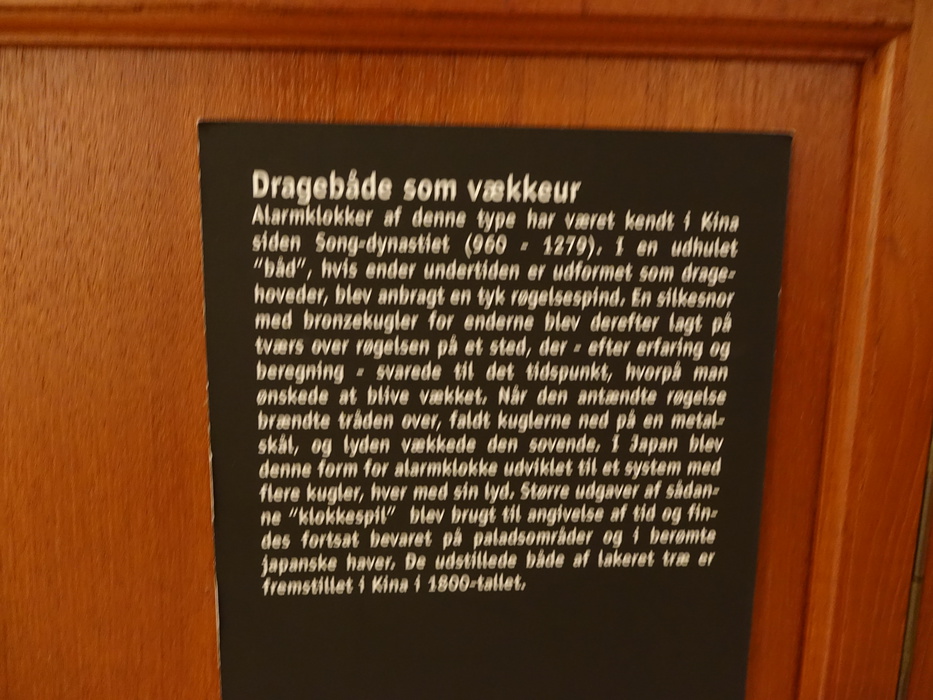 Dragebåde som vækkeur
Alarmklokker af denne type har været kendt i Kina
siden Song-dynastiet (960 - 1279). I en udhulet
"båd", hvis ender undertiden er udformet som drage-
hoveder, blev anbragt en tyk røgelsespind. En silkesnor
med bronzekugler for enderne blev derefter lagt på
tværs over røgelsen på et sted, der - efter erfaring og
beregning - svarede til det tidspunkt, hvorpå man
ønskede at blive vækket. Når den antændte røgelse
brændte tråden over, faldt kuglerne ned på en metal-
skål, og lyden vækkede den sovende. I Japan blev
denne form for alarmklokke udviklet til et system med
flere kugler, hver med sin lyd. Større udgaver af sådan-
ne "klokkespil" blev brugt til angivelse af tid og fin-
des fortsat bevaret på paladsområder og i berømte
japanske haver. De udstillede både af lakeret træ er
fremstillet i Kina i 1800-tallet.